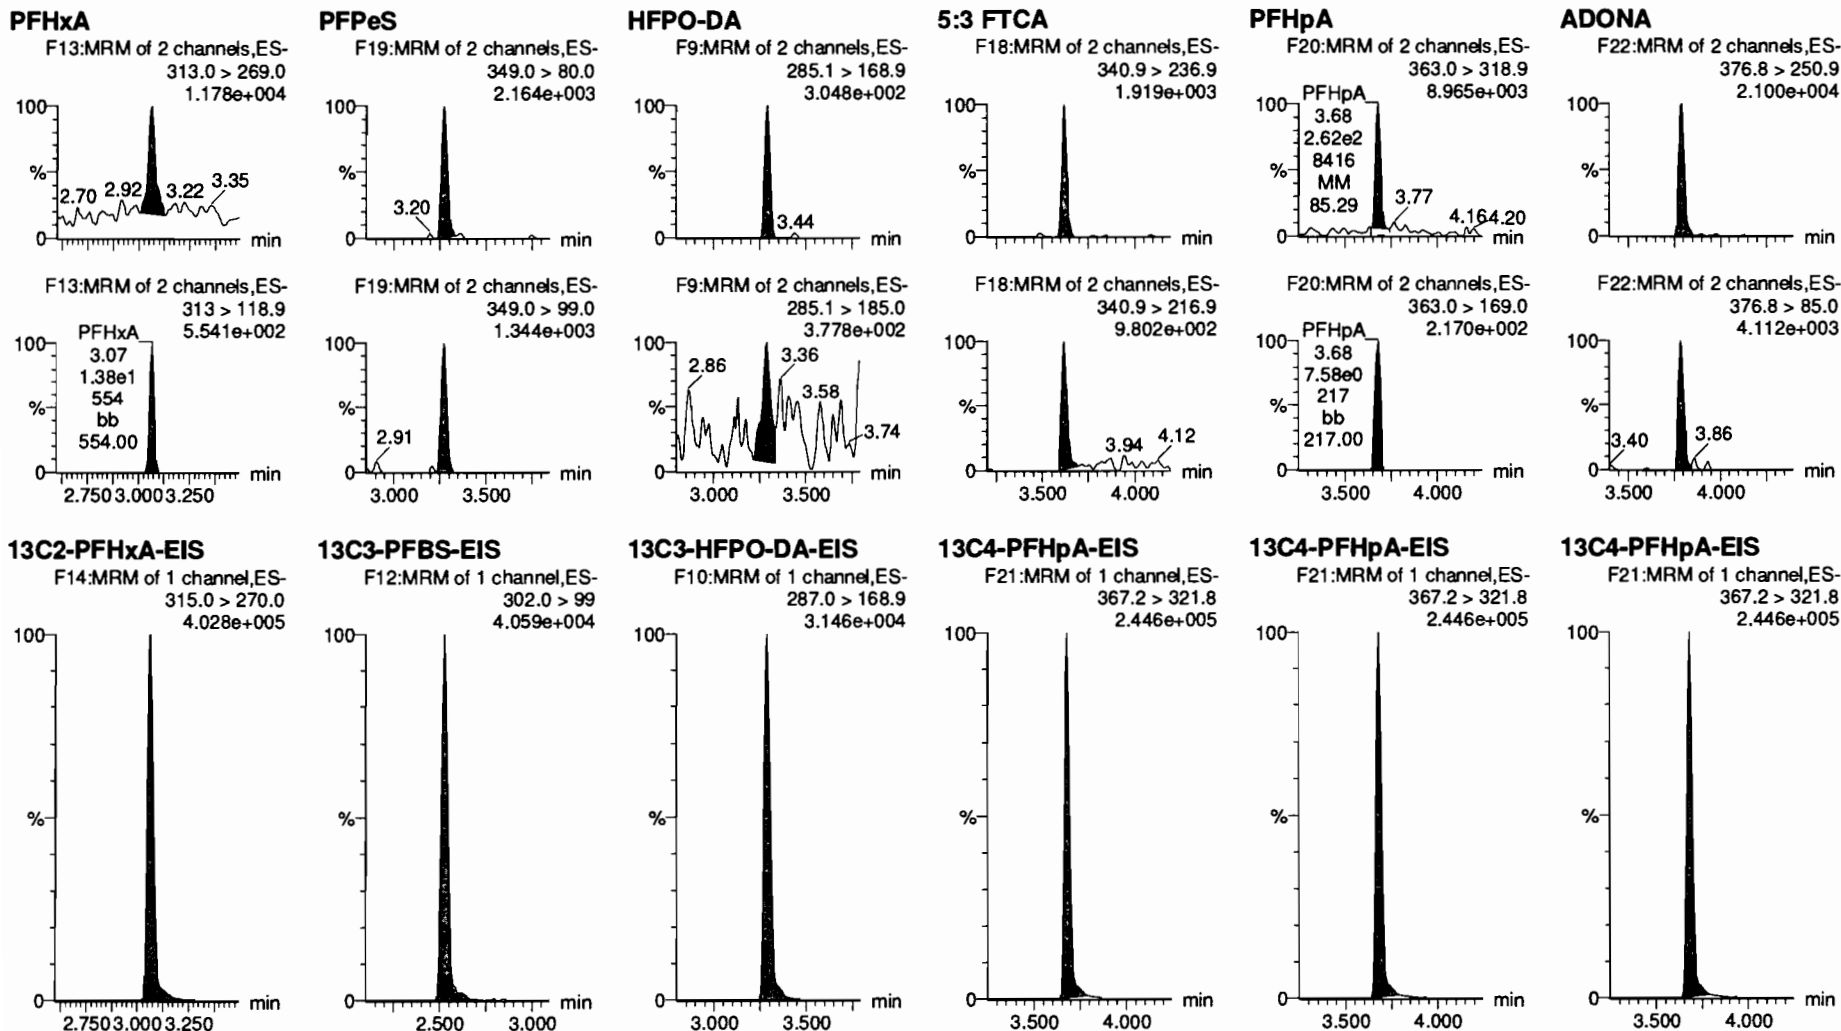 PFHxA
F13:MRM of 2 channels,ES-
313.0 > 269.0
1.178e+004
100
%
2.70
2.92
3.22
3.35
0
min
F13:MRM of 2 channels,ES-
313 > 118.9
5.541e+002
100
PFHxA
3.07
1.38e1
554
bb
554.00
%
0
min
2.750 3.000 3.250
PFPeS
F19:MRM of 2 channels,ES-
349.0 > 80.0
2.164e+003
100
%
3.20
0
min
F19:MRM of 2 channels,ES-
349.0 > 99.0
1.344e+003
100
%
2.91
0
min
3.000 3.500
HFPO-DA
F9:MRM of 2 channels,ES-
285.1 > 168.9
3.048e+002
100
%
3.44
0
min
F9:MRM of 2 channels,ES-
285.1 > 185.0
3.778e+002
100
2.86
3.36
3.58
3.74
%
0
min
3.000 3.500
5:3 FTCA
F18:MRM of 2 channels,ES-
340.9 > 236.9
1.919e+003
100
%
0
min
F18:MRM of 2 channels,ES-
340.9 > 216.9
9.802e+002
100
%
3.94
4.12
0
min
3.500 4.000
PFHpA
F20:MRM of 2 channels,ES-
363.0 > 318.9
8.965e+003
100
PFHpA
3.68
2.62e2
8416
MM
85.29
%
3.77
4.16
4.20
0
min
F20:MRM of 2 channels,ES-
363.0 > 169.0
2.170e+002
100
PFHpA
3.68
7.58e0
217
bb
217.00
%
0
min
3.500 4.000
ADONA
F22:MRM of 2 channels,ES-
376.8 > 250.9
2.100e+004
100
%
0
min
F22:MRM of 2 channels,ES-
376.8 > 85.0
4.112e+003
100
%
3.40
3.86
0
min
3.500 4.000
13C2-PFHxA-EIS
F14:MRM of 1 channel,ES-
315.0 > 270.0
4.028e+005
100
%
0
min
2.750 3.000 3.250
13C3-PFBS-EIS
F12:MRM of 1 channel,ES-
302.0 > 99
4.059e+004
100
%
0
min
2.500 3.000
13C3-HFPO-DA-EIS
F10:MRM of 1 channel,ES-
287.0 > 168.9
3.146e+004
100
%
0
min
3.000 3.500
13C4-PFHpA-EIS
F21:MRM of 1 channel,ES-
367.2 > 321.8
2.446e+005
100
%
0
min
3.500 4.000
13C4-PFHpA-EIS
F21:MRM of 1 channel,ES-
367.2 > 321.8
2.446e+005
100
%
0
min
3.500 4.000
13C4-PFHpA-EIS
F21:MRM of 1 channel,ES-
367.2 > 321.8
2.446e+005
100
%
0
min
3.500 4.000